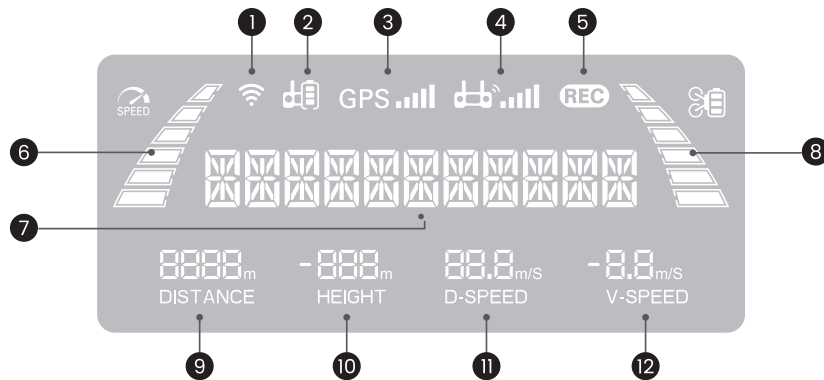 1 2 3 4 5
SPEED GPS REC
6 8
7
8888m -888m 88.8m/S -8.8m/S
DISTANCE HEIGHT D-SPEED V-SPEED
9 10 11 12